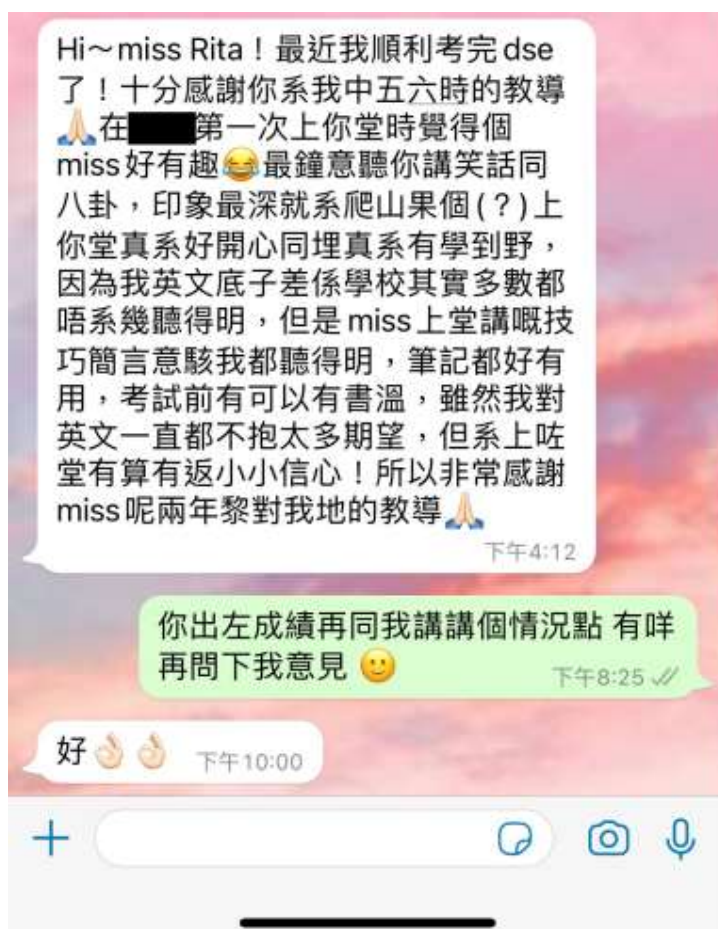 Hi～miss Rita！最近我順利考完dse
了！十分感謝你系我中五六時的教導
🙏🏻在第一次上你堂時覺得個
miss好有趣😂最鐘意聽你講笑話同
八卦，印象最深就系爬山果個(？)上
你堂真系好開心同埋真系有學到野，
因為我英文底子差係學校其實多數都
唔系幾聽得明，但是miss上堂講嘅技
巧簡言意駭我都聽得明，筆記都好有
用，考試前有可以有書溫，雖然我對
英文一直都不抱太多期望，但系上咗
堂有算有返小小信心！所以非常感謝
miss呢兩年黎對我地的教導🙏🏻
下午4:12
你出左成績再同我講講個情況點 有咩
再問下我意見 🙂
下午8:25
好👌🏻👌🏻
下午10:00